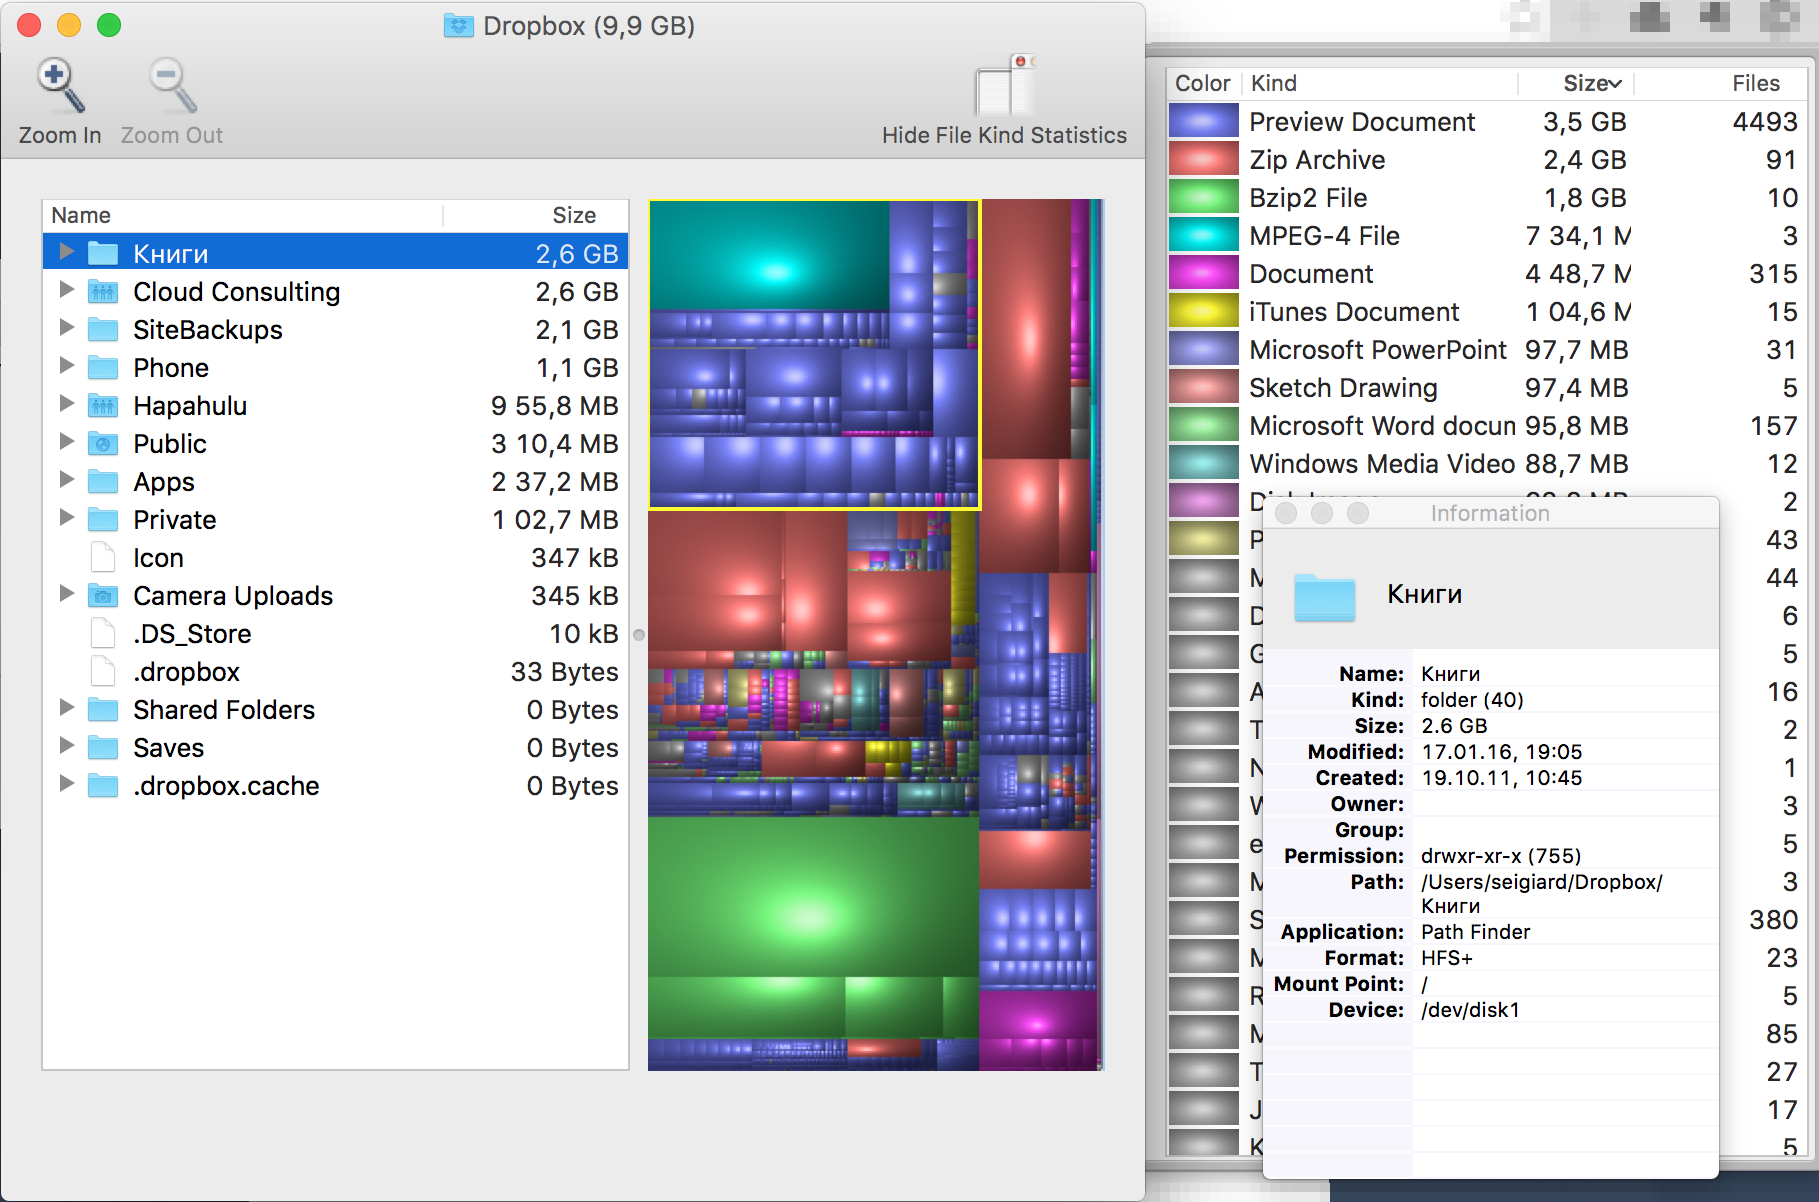 Dropbox (9,9 GB)
Zoom In Zoom Out Hide File Kind Statistics
Name Size
Книги 2,6 GB
Cloud Consulting 2,6 GB
SiteBackups 2,1 GB
Phone 1,1 GB
Hapahulu 9 55,8 MB
Public 3 10,4 MB
Apps 2 37,2 MB
Private 1 02,7 MB
Icon 347 kB
Camera Uploads 345 kB
.DS_Store 10 kB
.dropbox 33 Bytes
Shared Folders 0 Bytes
Saves 0 Bytes
.dropbox.cache 0 Bytes
Color Kind Size Files
Preview Document 3,5 GB 4493
Zip Archive 2,4 GB 91
Bzip2 File 1,8 GB 10
MPEG-4 File 7 34,1 M 3
Document 4 48,7 M 315
iTunes Document 1 04,6 M 15
Microsoft PowerPoint 97,7 MB 31
Sketch Drawing 97,4 MB 5
Microsoft Word docun 95,8 MB 157
Windows Media Video 88,7 MB 12
2
P 43
M 44
D 6
G 5
A 16
T 2
N 1
W 3
e 5
M 3
S 380
M 23
R 5
M 85
T 27
J 17
K 5
Information
Книги
Name: Книги
Kind: folder (40)
Size: 2.6 GB
Modified: 17.01.16, 19:05
Created: 19.10.11, 10:45
Owner:
Group:
Permission: drwxr-xr-x (755)
Path: /Users/seigiard/Dropbox/
Книги
Application: Path Finder
Format: HFS+
Mount Point: /
Device: /dev/disk1